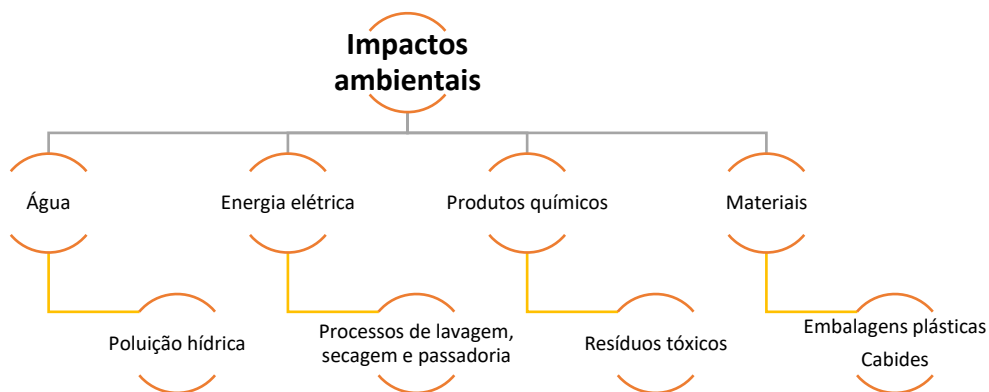 Impactos
ambientais
Água
Energia elétrica
Produtos químicos
Materiais
Poluição hídrica
Processos de lavagem,
secagem e passadoria
Resíduos tóxicos
Embalagens plásticas
Cabides